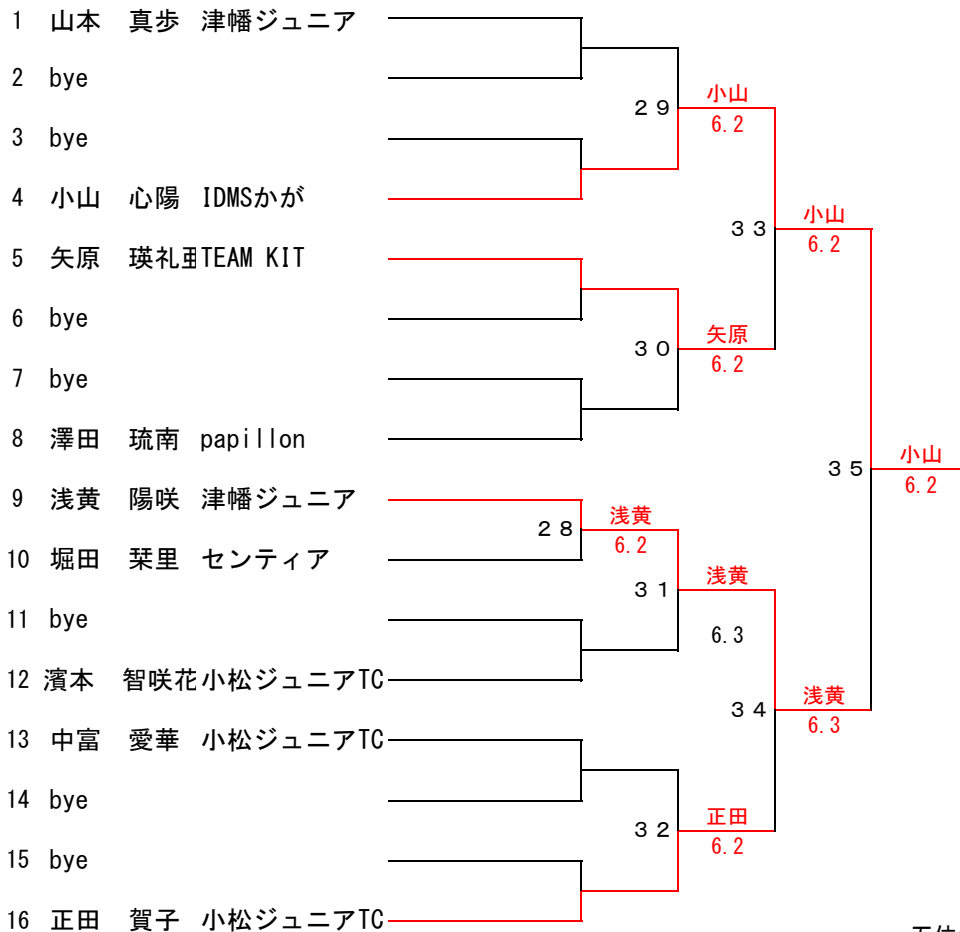 1 山本 真歩 津幡ジュニア
2 bye
3 bye
4 小山 心陽 IDMSかが
5 矢原 瑛礼 TEAM KIT
6 bye
7 bye
8 澤田 琉南 papillon
9 浅黄 陽咲 津幡ジュニア
10 堀田 栞里 センティア
11 bye
12 濱本 智咲花 小松ジュニアTC
13 中富 愛華 小松ジュニアTC
14 bye
15 bye
16 正田 賀子 小松ジュニアTC
28
浅黄
6.2
29
小山
6.2
30
矢原
6.2
31
浅黄
6.3
32
正田
6.2
33
小山
6.2
34
浅黄
6.3
35
小山
6.2